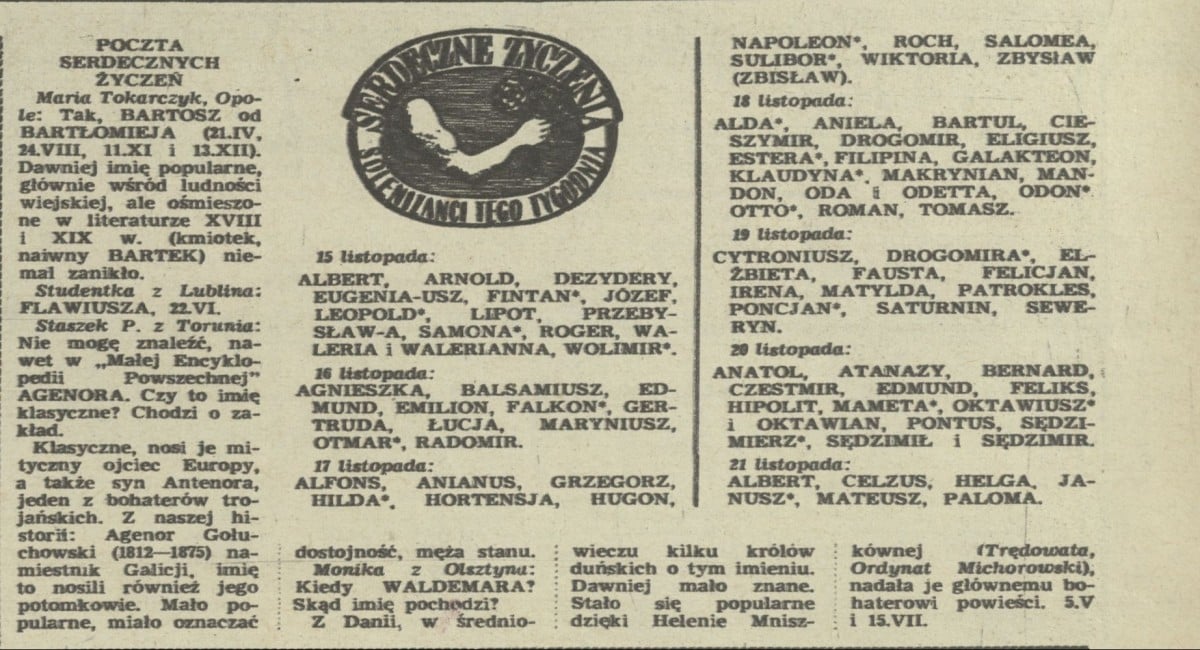 POCZTA
SERDECZNYCH
ŻYCZEŃ
Maria Tokarczyk, Opo-
le: Tak, BARTOSZ od
BARTŁOMIEJA (21.IV,
24.VIII, 11.XI i 13.XII).
Dawniej imię popularne,
głównie wśród ludności
wiejskiej, ale ośmieszo-
ne w literaturze XVIII
i XIX w. (kmiotek,
naiwny BARTEK) nie-
mal zanikło.
Studentka z Lublina:
FLAWIUSZA, 22.VI.
Staszek P. z Torunia:
Nie mogę znaleźć, na-
wet w „Małej Encyklo-
pedii Powszechnej"
AGENORA. Czy to imię
klasyczne? Chodzi o za-
kład.
Klasyczne, nosi je mi-
tyczny ojciec Europy,
a także syn Antenora,
jeden z bohaterów tro-
jańskich. Z naszej hi-
storii: Agenor Gołu-
chowski (1812—1875) na-
miestnik Galicji, imię
to nosili również jego
potomkowie. Mało po-
pularne, miało oznaczać
dostojność, męża stanu.
Monika z Olsztyna:
Kiedy WALDEMARA?
Skąd imię pochodzi?
Z Danii, w średnio-
wieczu kilku królów
duńskich o tym imieniu.
Dawniej mało znane.
Stało się popularne
dzięki Helenie Mnisz-
kównej (Trędowata,
Ordynat Michorowski),
nadała je głównemu bo-
haterowi powieści. 5.V
i 15.VII.
SERDECZNE ŻYCZENIA
SOLENIZANCI TEGO TYGODNIA
15 listopada:
ALBERT, ARNOLD, DEZYDERY,
EUGENIA-USZ, FINTAN*, JÓZEF,
LEOPOLD*, LIPOT, PRZEBY-
SŁAW-A, SAMONA*, ROGER, WA-
LERIA i WALERIANNA, WOLIMIR*.
16 listopada:
AGNIESZKA, BALSAMIUSZ, ED-
MUND, EMILION, FALKON*, GER-
TRUDA, ŁUCJA, MARYNIUSZ,
OTMAR*, RADOMIR.
17 listopada:
ALFONS, ANIANUS, GRZEGORZ,
HILDA*, HORTENSJA, HUGON,
NAPOLEON*, ROCH, SALOMEA,
SULIBOR*, WIKTORIA, ZBYSŁAW
(ZBISŁAW).
18 listopada:
ALDA*, ANIELA, BARTUL, CIE-
SZYMIR, DROGOMIR, ELIGIUSZ,
ESTERA*, FILIPINA, GALAKTEON,
KLAUDYNA*, MAKRYNIAN, MAN-
DON, ODA i ODETTA, ODON*
OTTO*, ROMAN, TOMASZ.
19 listopada:
CYTRONIUSZ, DROGOMIRA*, EL-
ŻBIETA, FAUSTA, FELICJAN,
IRENA, MATYLDA, PATROKLES,
PONCJAN*, SATURNIN, SEWE-
RYN.
20 listopada:
ANATOL, ATANAZY, BERNARD,
CZESTMIR, EDMUND, FELIKS,
HIPOLIT, MAMETA*, OKTAWIUSZ*
i OKTAWIAN, PONTUS, SĘDZI-
MIERZ*, SĘDZIMIŁ i SĘDZIMIR.
21 listopada:
ALBERT, CELZUS, HELGA, JA-
NUSZ*, MATEUSZ, PALOMA.